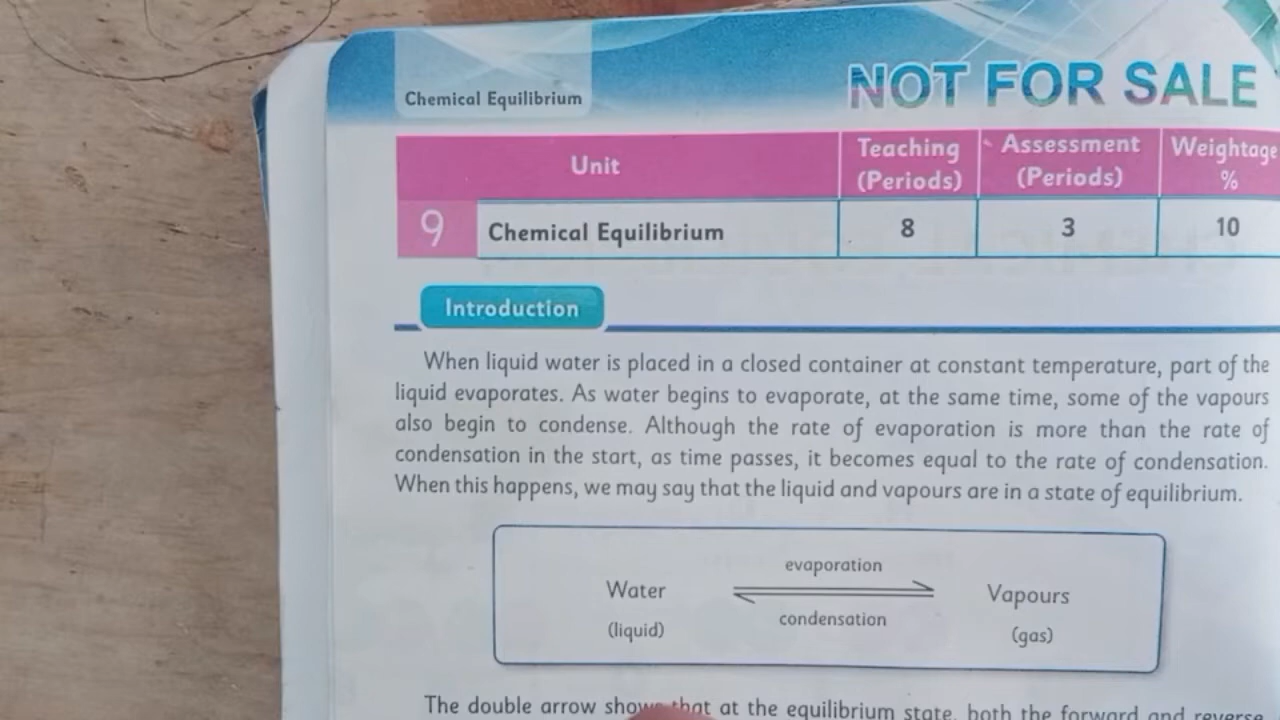 Chemical Equilibrium
NOT FOR SALE
Unit
Teaching (Periods)
Assessment (Periods)
Weightage %
9
Chemical Equilibrium
8
3
10
Introduction
When liquid water is placed in a closed container at constant temperature, part of the
liquid evaporates. As water begins to evaporate, at the same time, some of the vapours
also begin to condense. Although the rate of evaporation is more than the rate of
condensation in the start, as time passes, it becomes equal to the rate of condensation.
When this happens, we may say that the liquid and vapours are in a state of equilibrium.
evaporation
Water
Vapours
condensation
(liquid)
(gas)
The double arrow shows that at the equilibrium state, both the forward and reverse